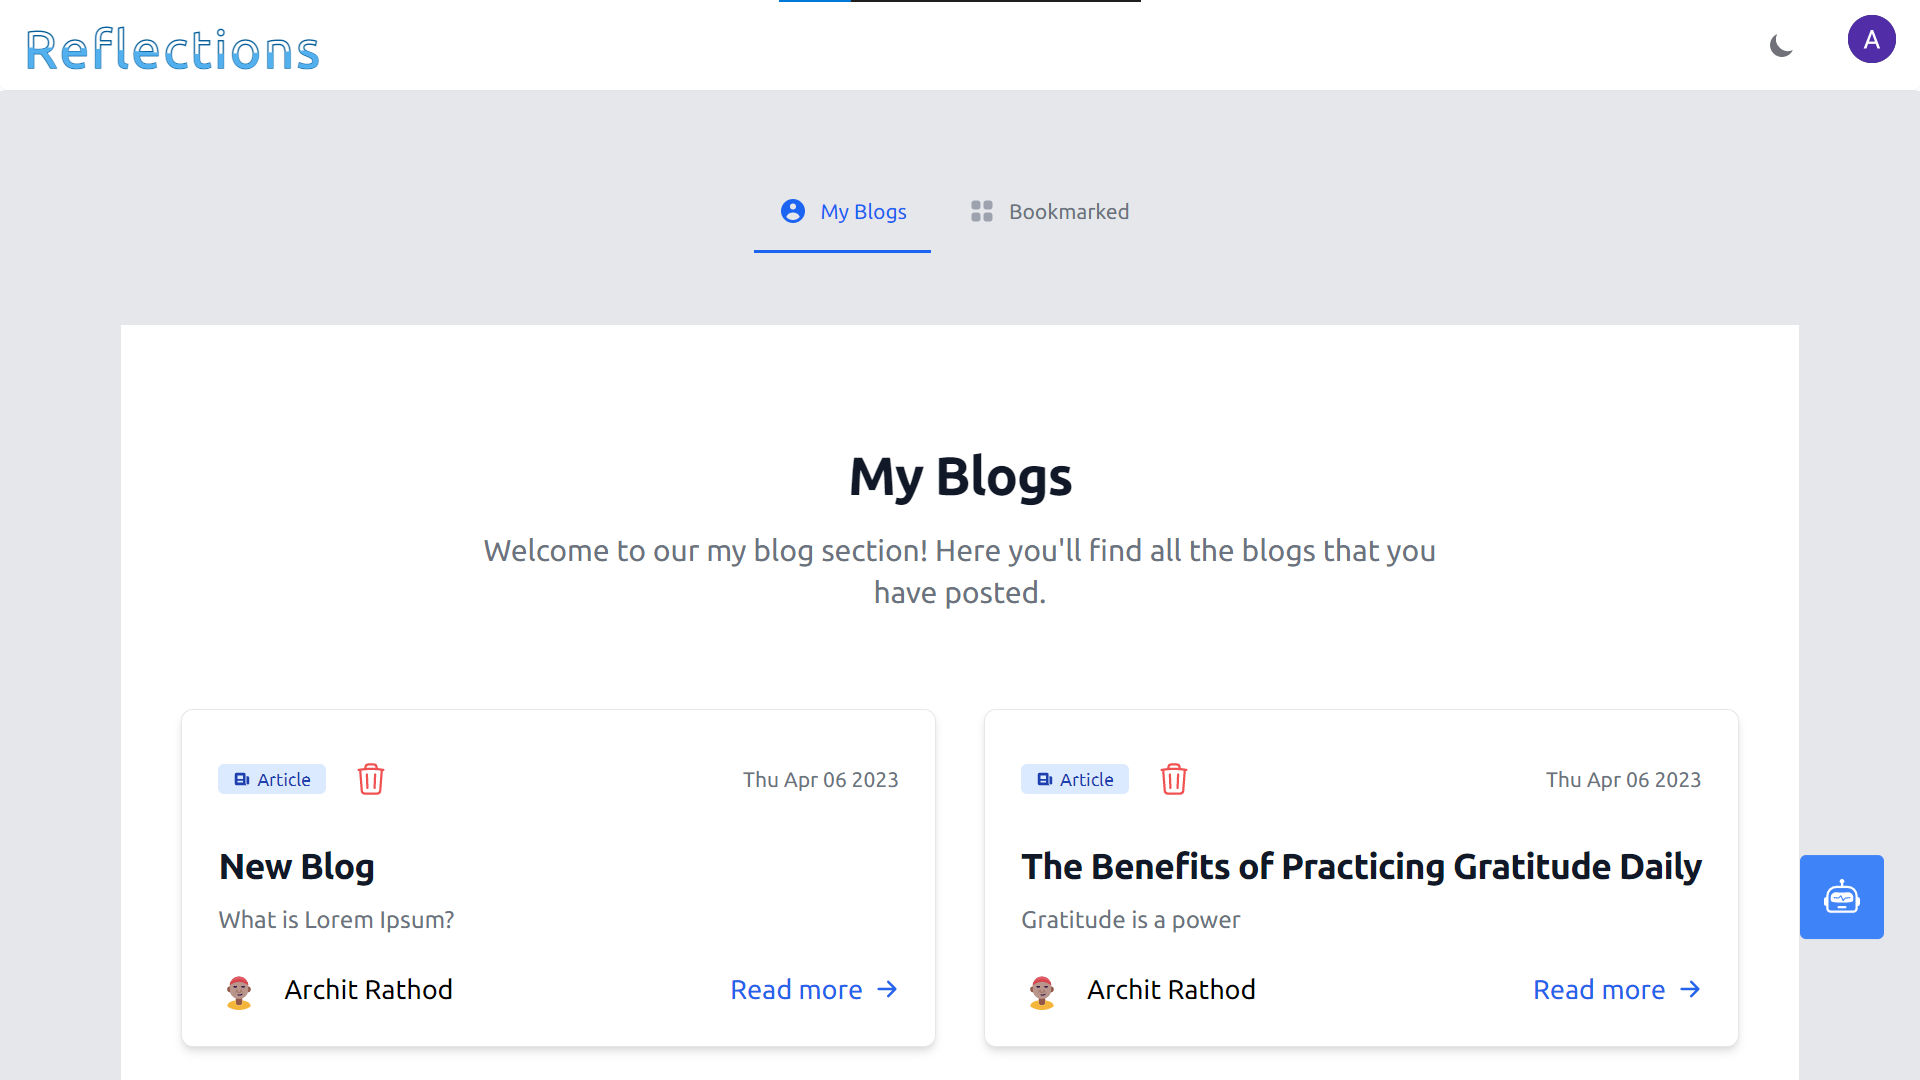 Reflections
A
My Blogs
Bookmarked
My Blogs
Welcome to our my blog section! Here you'll find all the blogs that you
have posted.
Article
Thu Apr 06 2023
New Blog
What is Lorem Ipsum?
Archit Rathod
Read more
Article
Thu Apr 06 2023
The Benefits of Practicing Gratitude Daily
Gratitude is a power
Archit Rathod
Read more